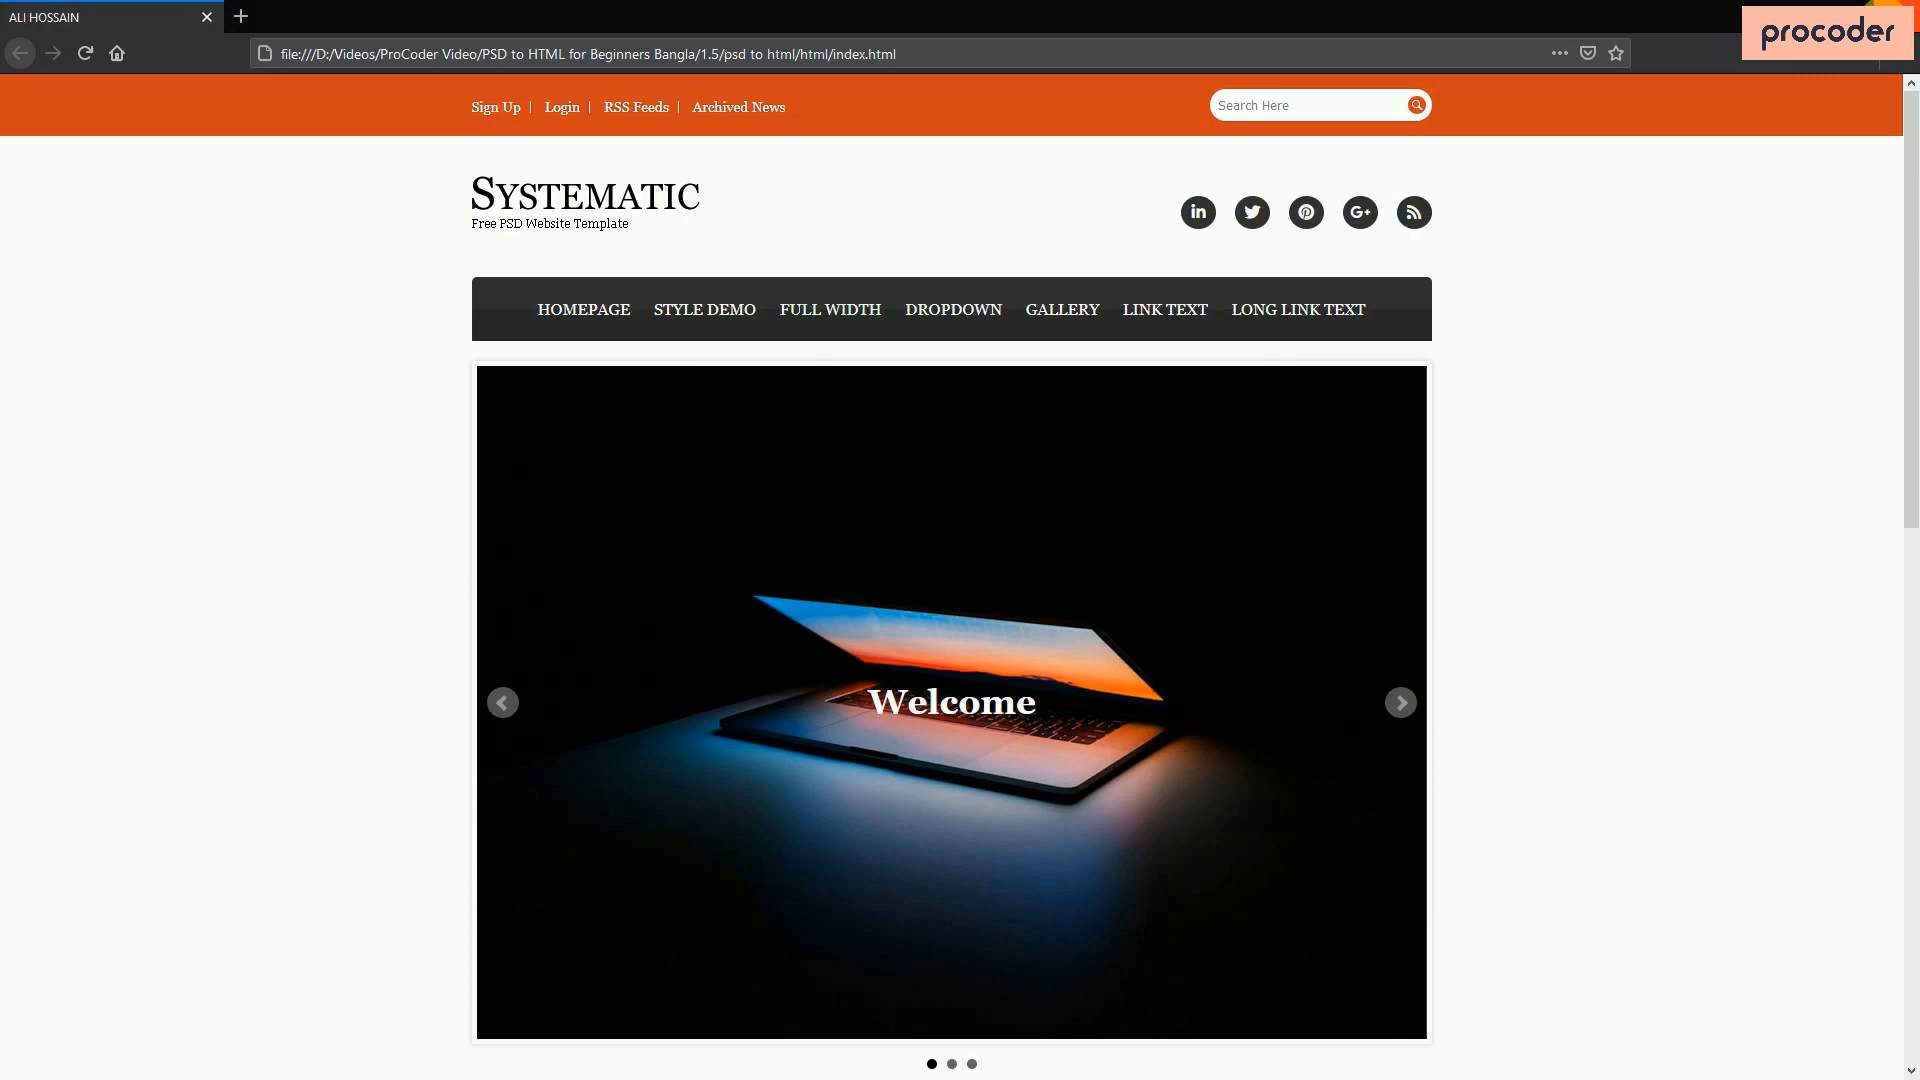 ALI HOSSAIN
procoder
file:///D:/Videos/ProCoder Video/PSD to HTML for Beginners Bangla/1.5/psd to html/html/index.html
Sign Up | Login | RSS Feeds | Archived News
Search Here
SYSTEMATIC
Free PSD Website Template
HOMEPAGE STYLE DEMO FULL WIDTH DROPDOWN GALLERY LINK TEXT LONG LINK TEXT
Welcome